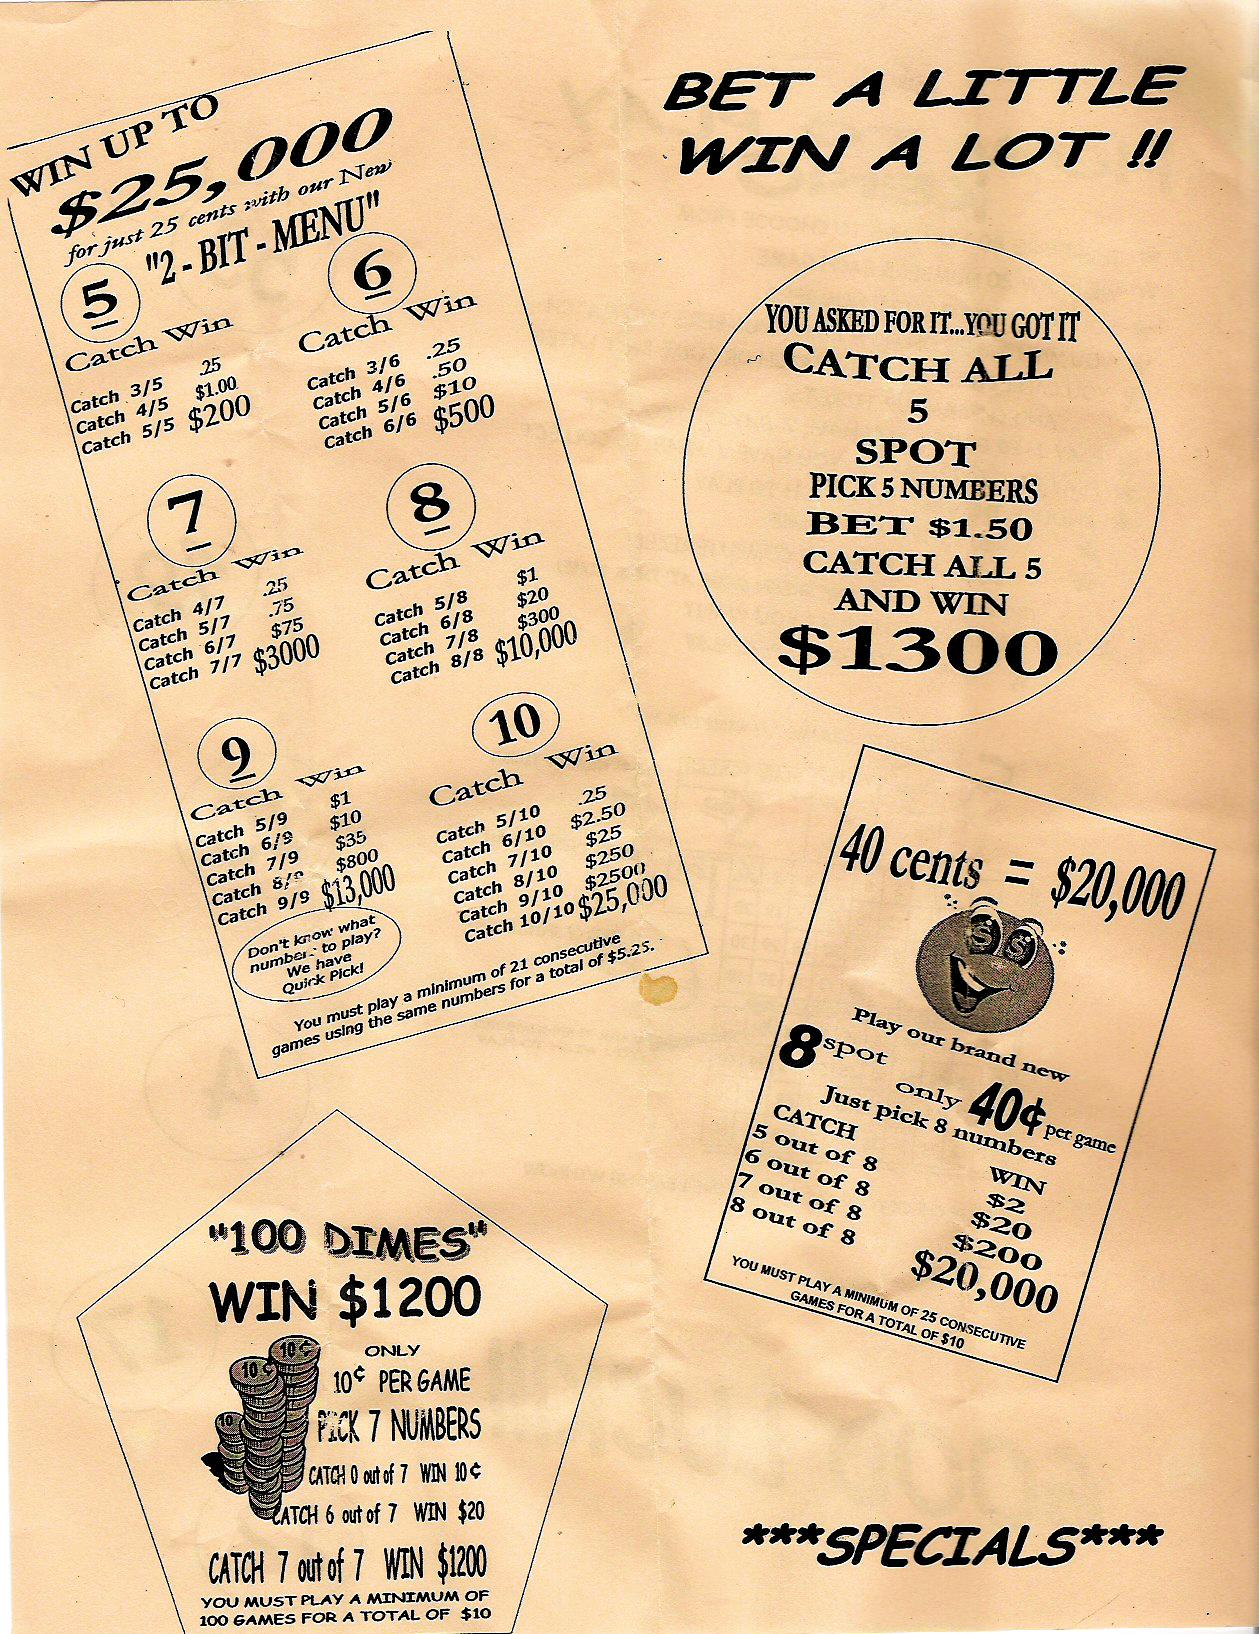 WIN UP TO
$25,000
for just 25 cents with our New
"2 - BIT - MENU"
5
Catch Win
Catch 3/5 .25
Catch 4/5 $1.00
Catch 5/5 $200
6
Catch Win
Catch 3/6 .25
Catch 4/6 .50
Catch 5/6 $10
Catch 6/6 $500
7
Catch Win
Catch 4/7 .25
Catch 5/7 .75
Catch 6/7 $75
Catch 7/7 $3000
8
Catch Win
Catch 5/8 $1
Catch 6/8 $20
Catch 7/8 $300
Catch 8/8 $10,000
9
Catch Win
Catch 5/9 $1
Catch 6/9 $10
Catch 7/9 $35
Catch 8/9 $800
Catch 9/9 $13,000
10
Catch Win
Catch 5/10 .25
Catch 6/10 $2.50
Catch 7/10 $25
Catch 8/10 $250
Catch 9/10 $2500
Catch 10/10 $25,000
Don't know what
numbers to play?
We have
Quick Pick!
You must play a minimum of 21 consecutive
games using the same numbers for a total of $5.25.
"100 DIMES"
WIN $1200
10¢
10¢
10
ONLY
10¢ PER GAME
PICK 7 NUMBERS
CATCH 0 out of 7 WIN 10¢
CATCH 6 out of 7 WIN $20
CATCH 7 out of 7 WIN $1200
YOU MUST PLAY A MINIMUM OF
100 GAMES FOR A TOTAL OF $10
BET A LITTLE
WIN A LOT !!
YOU ASKED FOR IT...YOU GOT IT
CATCH ALL
5
SPOT
PICK 5 NUMBERS
BET $1.50
CATCH ALL 5
AND WIN
$1300
40 cents = $20,000
$ $
Play our brand new
8 spot only 40¢ per game
Just pick 8 numbers
CATCH WIN
5 out of 8 $2
6 out of 8 $20
7 out of 8 $200
8 out of 8 $20,000
YOU MUST PLAY A MINIMUM OF 25 CONSECUTIVE
GAMES FOR A TOTAL OF $10
***SPECIALS***